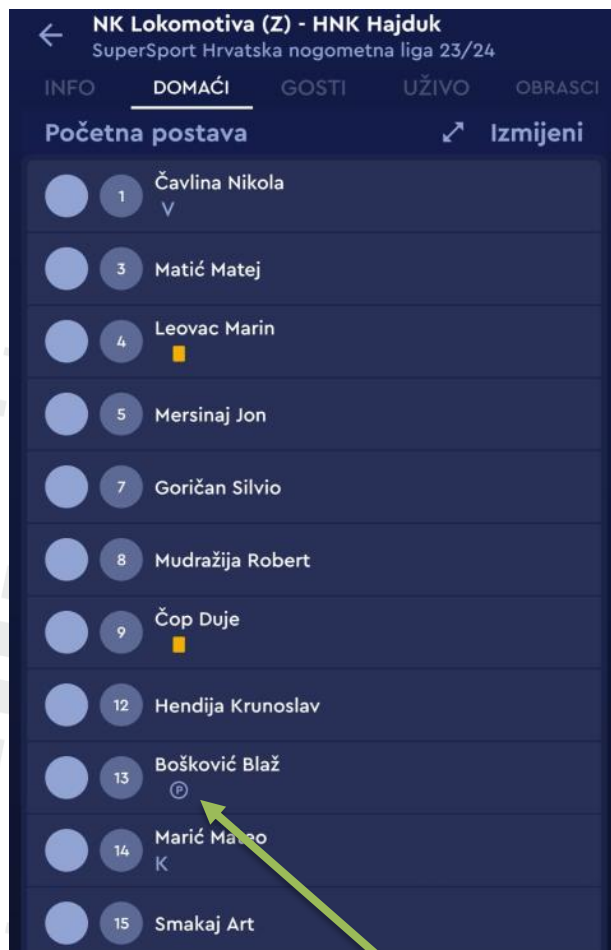 NK Lokomotiva (Z) - HNK Hajduk
SuperSport Hrvatska nogometna liga 23/24
INFO DOMAĆI GOSTI UŽIVO OBRASCI
Početna postava Izmijeni
1 Čavlina Nikola
V
3 Matić Matej
4 Leovac Marin
5 Mersinaj Jon
7 Goričan Silvio
8 Mudražija Robert
9 Čop Duje
12 Hendija Krunoslav
13 Bošković Blaž
P
14 Marić Mateo
K
15 Smakaj Art